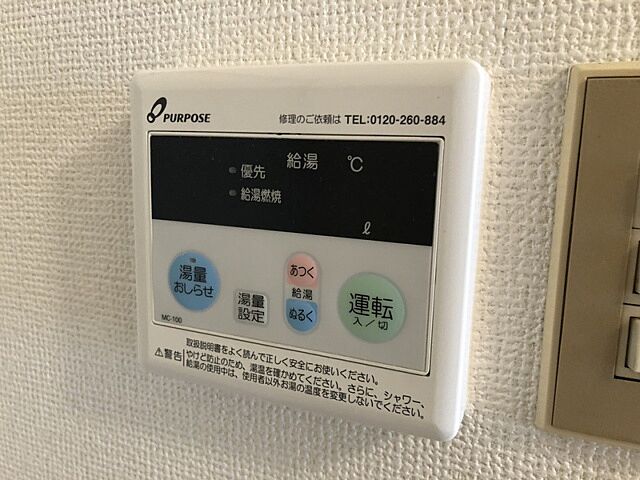 PURPOSE
修理のご依頼は TEL:0120-260-884
給湯 ℃
優先
給湯燃焼
ℓ
湯量
おしらせ
湯量
設定
あつく
給湯
ぬるく
運転
入/切
MC-100
取扱説明書をよく読んで正しく安全にお使いください。
⚠警告 やけど防止のため、湯温を確かめてください。さらに、シャワー、
給湯の使用中は、使用者以外お湯の温度を変更しないでください。